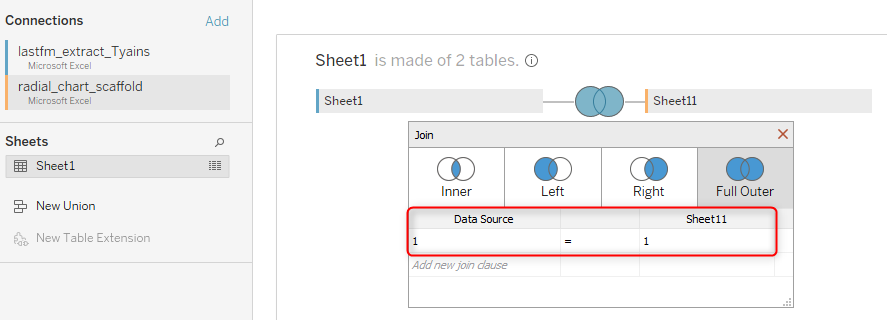 Connections
Add
lastfm_extract_Tyains
Microsoft Excel
radial_chart_scaffold
Microsoft Excel
Sheets
Sheet1
New Union
New Table Extension
Sheet1 is made of 2 tables.
Sheet1
Sheet11
Join
Inner
Left
Right
Full Outer
Data Source
Sheet11
1 = 1
Add new join clause